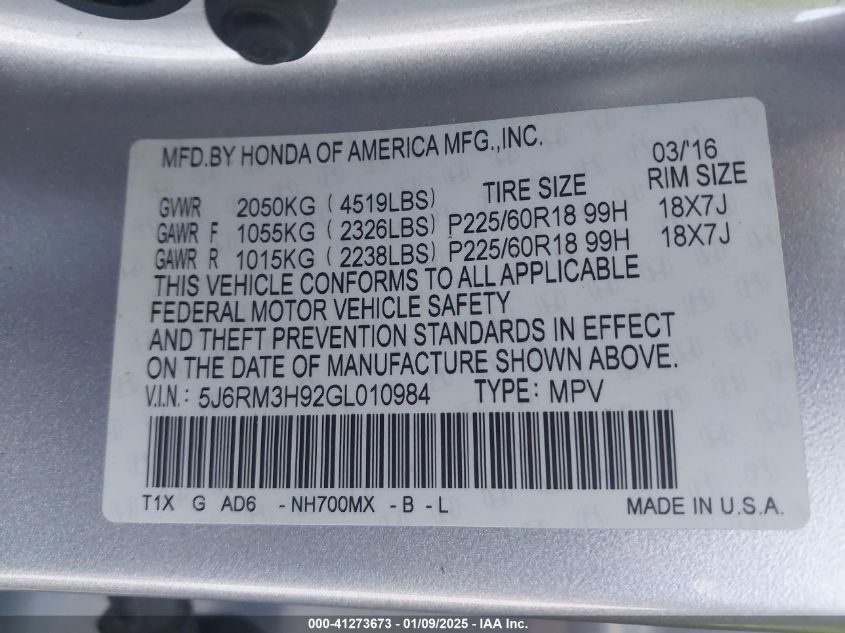 MFD.BY HONDA OF AMERICA MFG.,INC. 03/16
TIRE SIZE RIM SIZE
GVWR 2050KG ( 4519LBS)
GAWR F 1055KG ( 2326LBS) P225/60R18 99H 18X7J
GAWR R 1015KG ( 2238LBS) P225/60R18 99H 18X7J
THIS VEHICLE CONFORMS TO ALL APPLICABLE
FEDERAL MOTOR VEHICLE SAFETY
AND THEFT PREVENTION STANDARDS IN EFFECT
ON THE DATE OF MANUFACTURE SHOWN ABOVE.
V.I.N.: 5J6RM3H92GL010984 TYPE: MPV
T1X G AD6 - NH700MX - B - L MADE IN U.S.A.
000-41273673 - 01/09/2025 - IAA Inc.